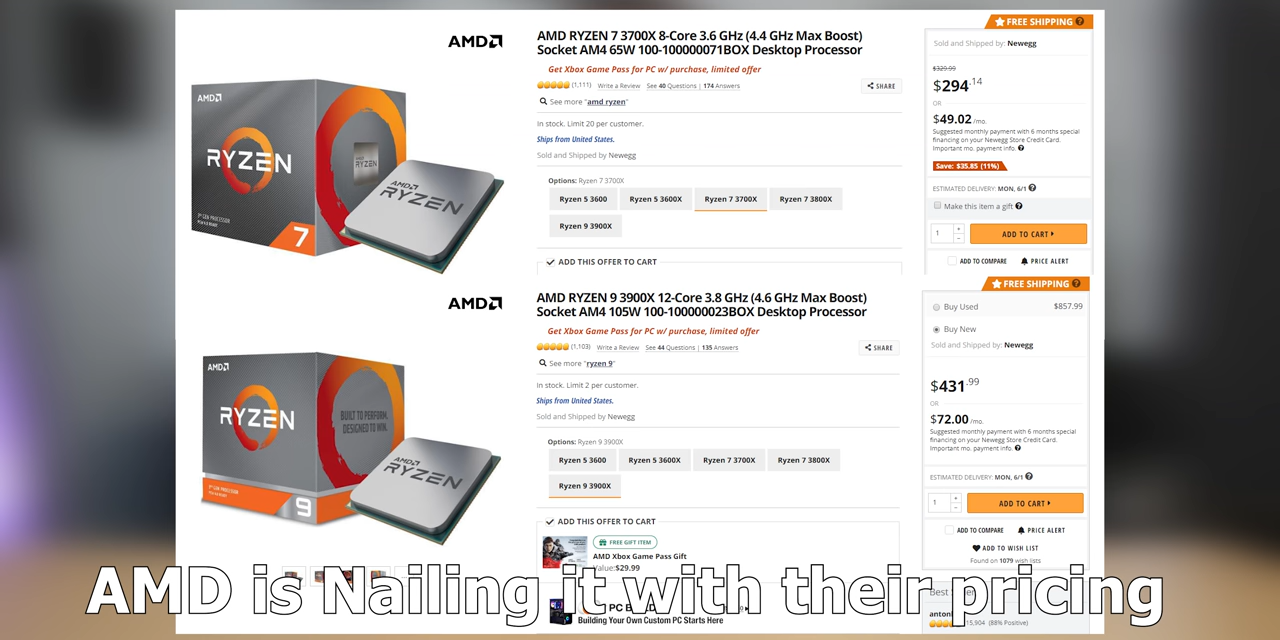 FREE SHIPPING
AMD
AMD RYZEN 7 3700X 8-Core 3.6 GHz (4.4 GHz Max Boost)
Socket AM4 65W 100-100000071BOX Desktop Processor
Get Xbox Game Pass for PC w/ purchase, limited offer
(1,111) Write a Review See 40 Questions | 174 Answers
SHARE
See more "amd ryzen"
In stock. Limit 20 per customer.
Ships from United States.
Sold and Shipped by Newegg
Options: Ryzen 7 3700X
Ryzen 5 3600 Ryzen 5 3600X Ryzen 7 3700X Ryzen 7 3800X
Ryzen 9 3900X
ADD THIS OFFER TO CART
AMD
RYZEN
RYZEN
3rd GEN PROCESSOR
7
AMD
RYZEN
Sold and Shipped by: Newegg
$329.99
$294.14
OR
$49.02 /mo.
Suggested monthly payment with 6 months special
financing on your Newegg Store Credit Card.
Important mo. payment info.
Save: $35.85 (11%)
ESTIMATED DELIVERY: MON, 6/1
Make this item a gift
1 ADD TO CART
ADD TO COMPARE PRICE ALERT
FREE SHIPPING
AMD
AMD RYZEN 9 3900X 12-Core 3.8 GHz (4.6 GHz Max Boost)
Socket AM4 105W 100-100000023BOX Desktop Processor
Get Xbox Game Pass for PC w/ purchase, limited offer
(1,103) Write a Review See 44 Questions | 135 Answers
SHARE
See more "ryzen 9"
In stock. Limit 2 per customer.
Ships from United States.
Sold and Shipped by Newegg
Options: Ryzen 9 3900X
Ryzen 5 3600 Ryzen 5 3600X Ryzen 7 3700X Ryzen 7 3800X
Ryzen 9 3900X
ADD THIS OFFER TO CART
FREE GIFT ITEM
AMD Xbox Game Pass Gift
Value:$29.99
AMD
RYZEN
BUILT TO PERFORM.
DESIGNED TO WIN.
9
AMD
RYZEN
Buy Used $857.99
Buy New
Sold and Shipped by: Newegg
$431.99
OR
$72.00 /mo.
Suggested monthly payment with 6 months special
financing on your Newegg Store Credit Card.
Important mo. payment info.
ESTIMATED DELIVERY: MON, 6/1
1 ADD TO CART
ADD TO COMPARE PRICE ALERT
ADD TO WISH LIST
Found on 1079 wish lists
AMD is Nailing it with their pricing
Building Your Own Custom PC Starts Here
15,904 (88% Positive)